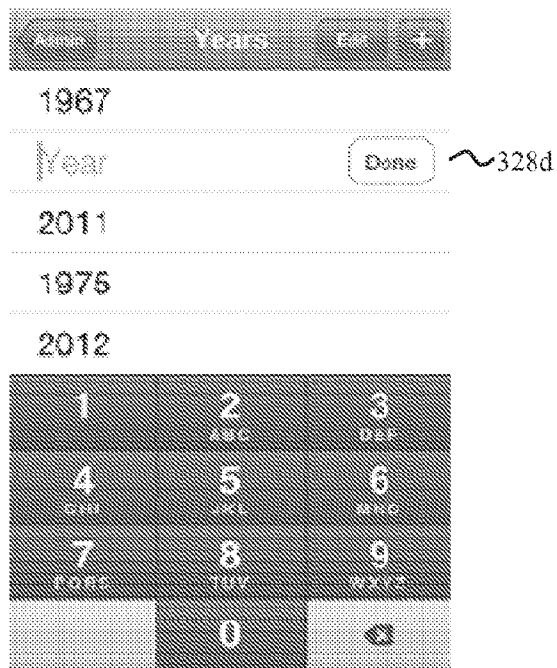 Admin Years Edit +
1967
Year Done 328d
2011
1975
2012
1 2 3
ABC DEF
4 5 6
GHI JKL MNO
7 8 9
PQRS TUV WXYZ
0